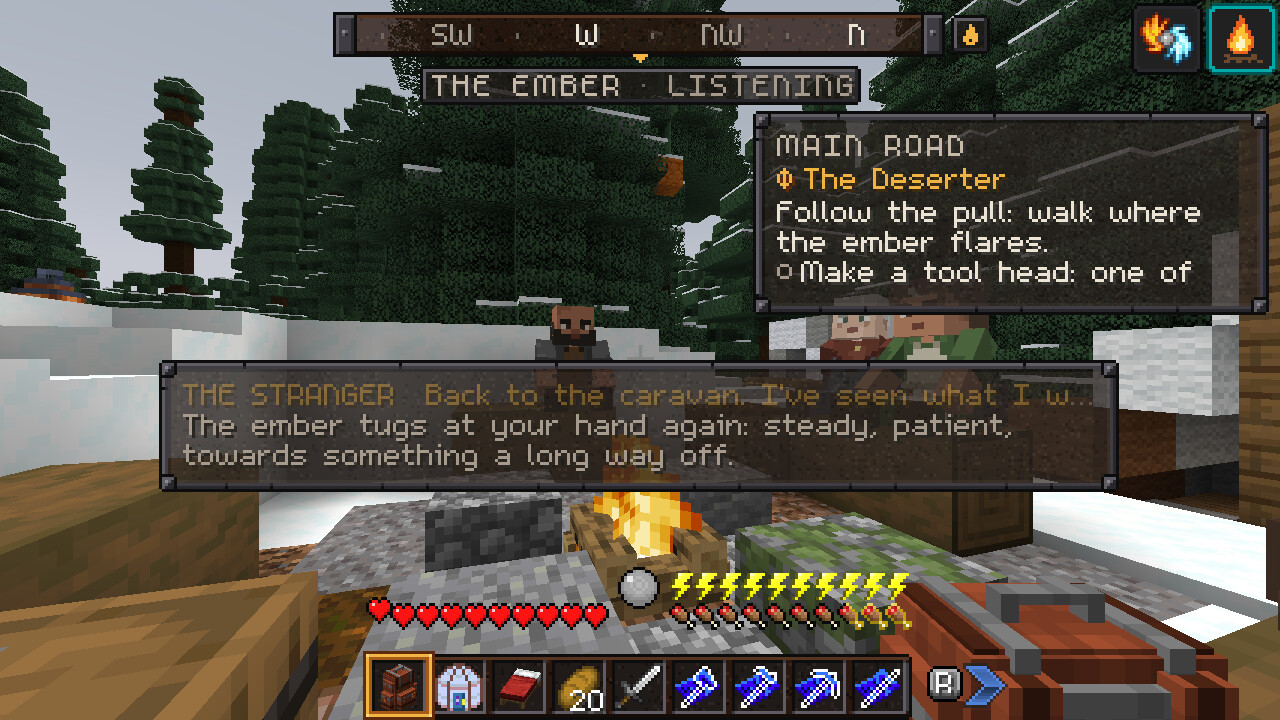 SW W NW N
THE EMBER · LISTENING
MAIN ROAD
The Deserter
Follow the pull: walk where
the ember flares.
Make a tool head: one of
THE STRANGER Back to the caravan. I've seen what I w...
The ember tugs at your hand again: steady, patient,
towards something a long way off.
20
R